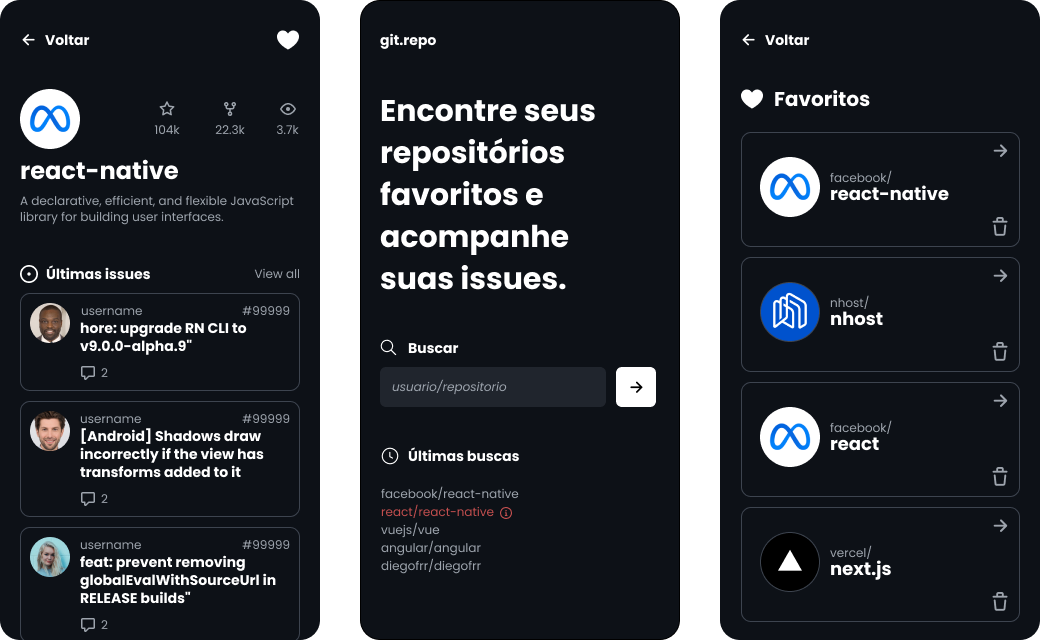 Voltar
104k 22.3k 3.7k
react-native
A declarative, efficient, and flexible JavaScript
library for building user interfaces.
Últimas issues View all
username #99999
hore: upgrade RN CLI to
v9.0.0-alpha.9"
2
username #99999
[Android] Shadows draw
incorrectly if the view has
transforms added to it
2
username #99999
feat: prevent removing
globalEvalWithSourceUrl in
RELEASE builds"
2
git.repo
Encontre seus
repositórios
favoritos e
acompanhe
suas issues.
Buscar
usuario/repositorio
Últimas buscas
facebook/react-native
react/react-native
vuejs/vue
angular/angular
diegofrr/diegofrr
Voltar
Favoritos
facebook/
react-native
nhost/
nhost
facebook/
react
vercel/
next.js